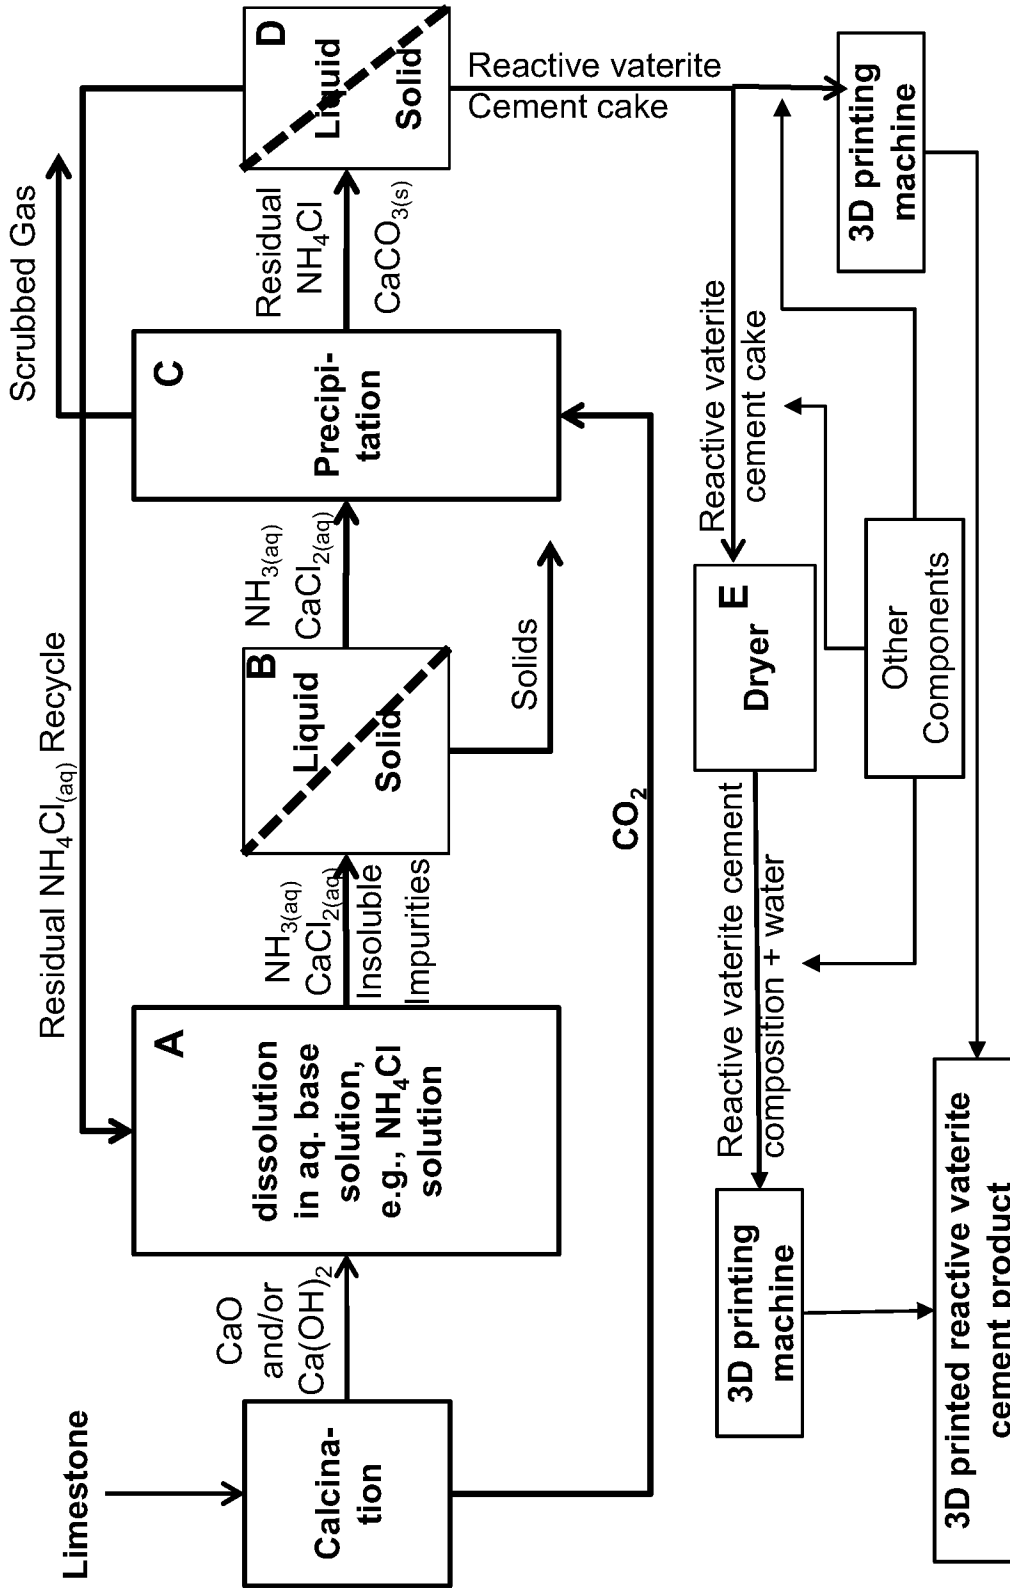 Scrubbed Gas
Residual NH4Cl(aq) Recycle
Limestone
Calcina-
tion
CaO
and/or
Ca(OH)2
A
dissolution
in aq. base
solution,
e.g., NH4Cl
solution
NH3(aq)
CaCl2(aq)
Insoluble
Impurities
B
Liquid
Solid
Solids
NH3(aq)
CaCl2(aq)
C
Precipi-
tation
Residual
NH4Cl
CaCO3(s)
D
Liquid
Solid
CO2
Reactive vaterite
Cement cake
Reactive vaterite
cement cake
E
Dryer
Reactive vaterite cement
composition + water
3D printing
machine
Other
Components
3D printing
machine
3D printed reactive vaterite
cement product